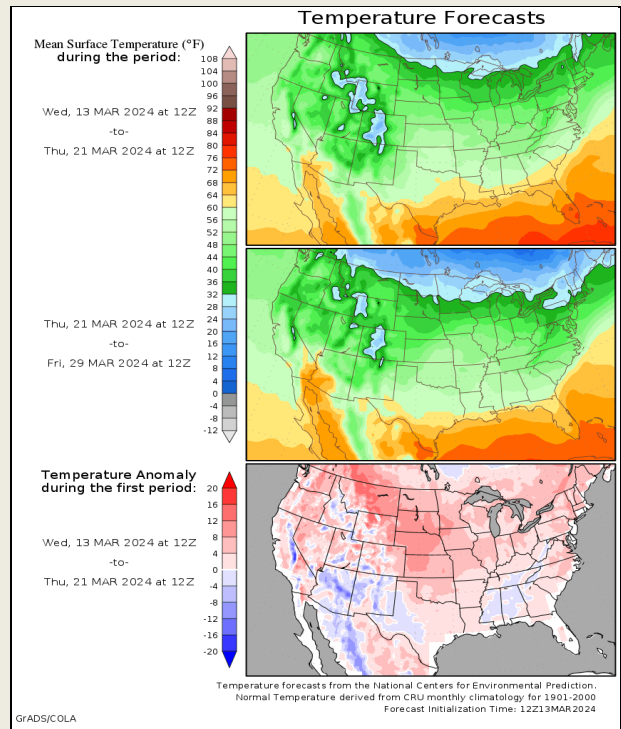 Temperature Forecasts
Mean Surface Temperature (°F)
during the period:
108
104
100
96
92
88
84
80
76
72
68
64
60
56
52
48
44
40
36
32
28
24
20
16
12
8
4
0
-4
-8
-12
Wed, 13 MAR 2024 at 12Z
-to-
Thu, 21 MAR 2024 at 12Z
Thu, 21 MAR 2024 at 12Z
-to-
Fri, 29 MAR 2024 at 12Z
Temperature Anomaly
during the first period:
20
16
12
8
4
0
-4
-8
-12
-16
-20
Wed, 13 MAR 2024 at 12Z
-to-
Thu, 21 MAR 2024 at 12Z
Temperature forecasts from the National Centers for Environmental Prediction.
Normal Temperature derived from CRU monthly climatology for 1901-2000
Forecast Initialization Time: 12Z13MAR2024
GrADS/COLA